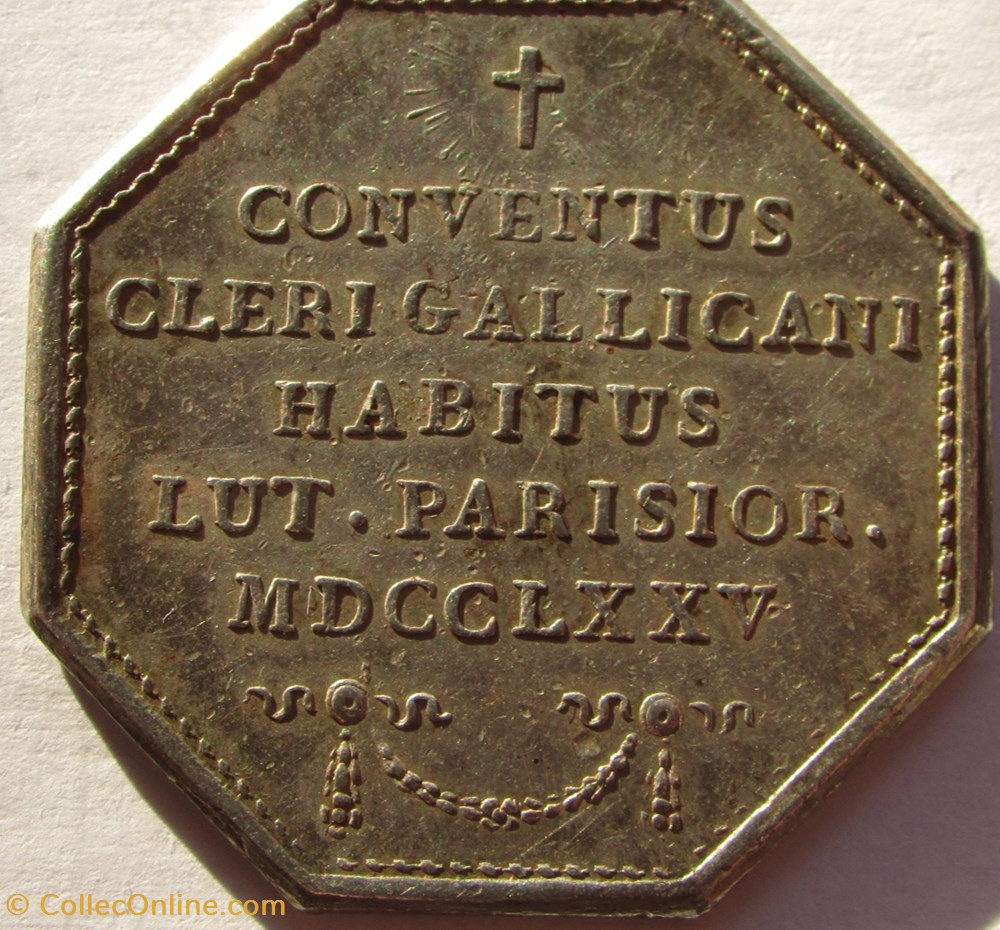 CONVENTUS
CLERI GALLICANI
HABITUS
LUT. PARISIOR.
MDCCLXXV
© CollecOnline.com